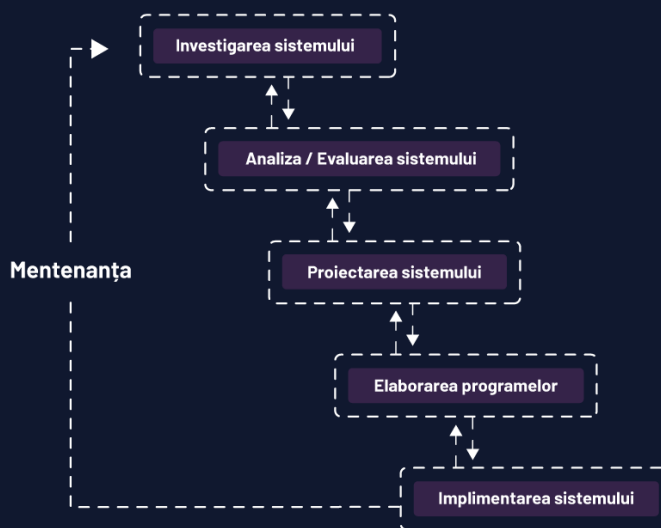 Investigarea sistemului
Analiza / Evaluarea sistemului
Proiectarea sistemului
Mentenanța
Elaborarea programelor
Implimentarea sistemului